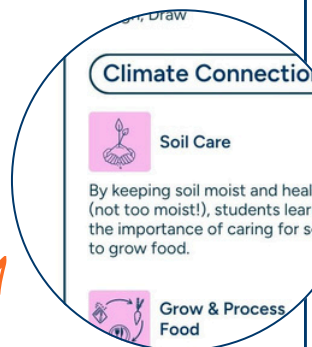 Draw
Climate Connectio
Soil Care
By keeping soil moist and heal
(not too moist!), students lear
the importance of caring for s
to grow food.
Grow & Process
Food